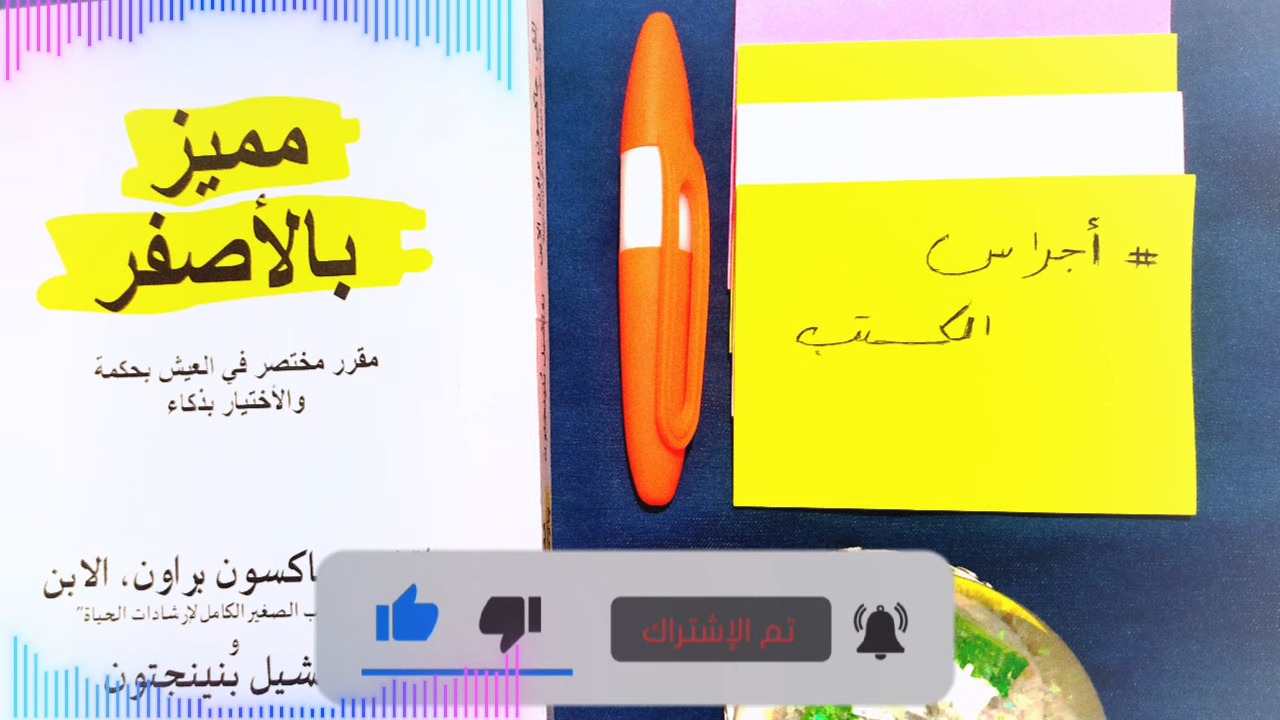 مميز
بالأصفر
مقرر مختصر في العيش بحكمة
والأختيار بذكاء
براون، الابن
الصغير الكامل لإرشادات الحياة”
و
بنينجتون
# أجراس
الكتب
تم الإشتراك